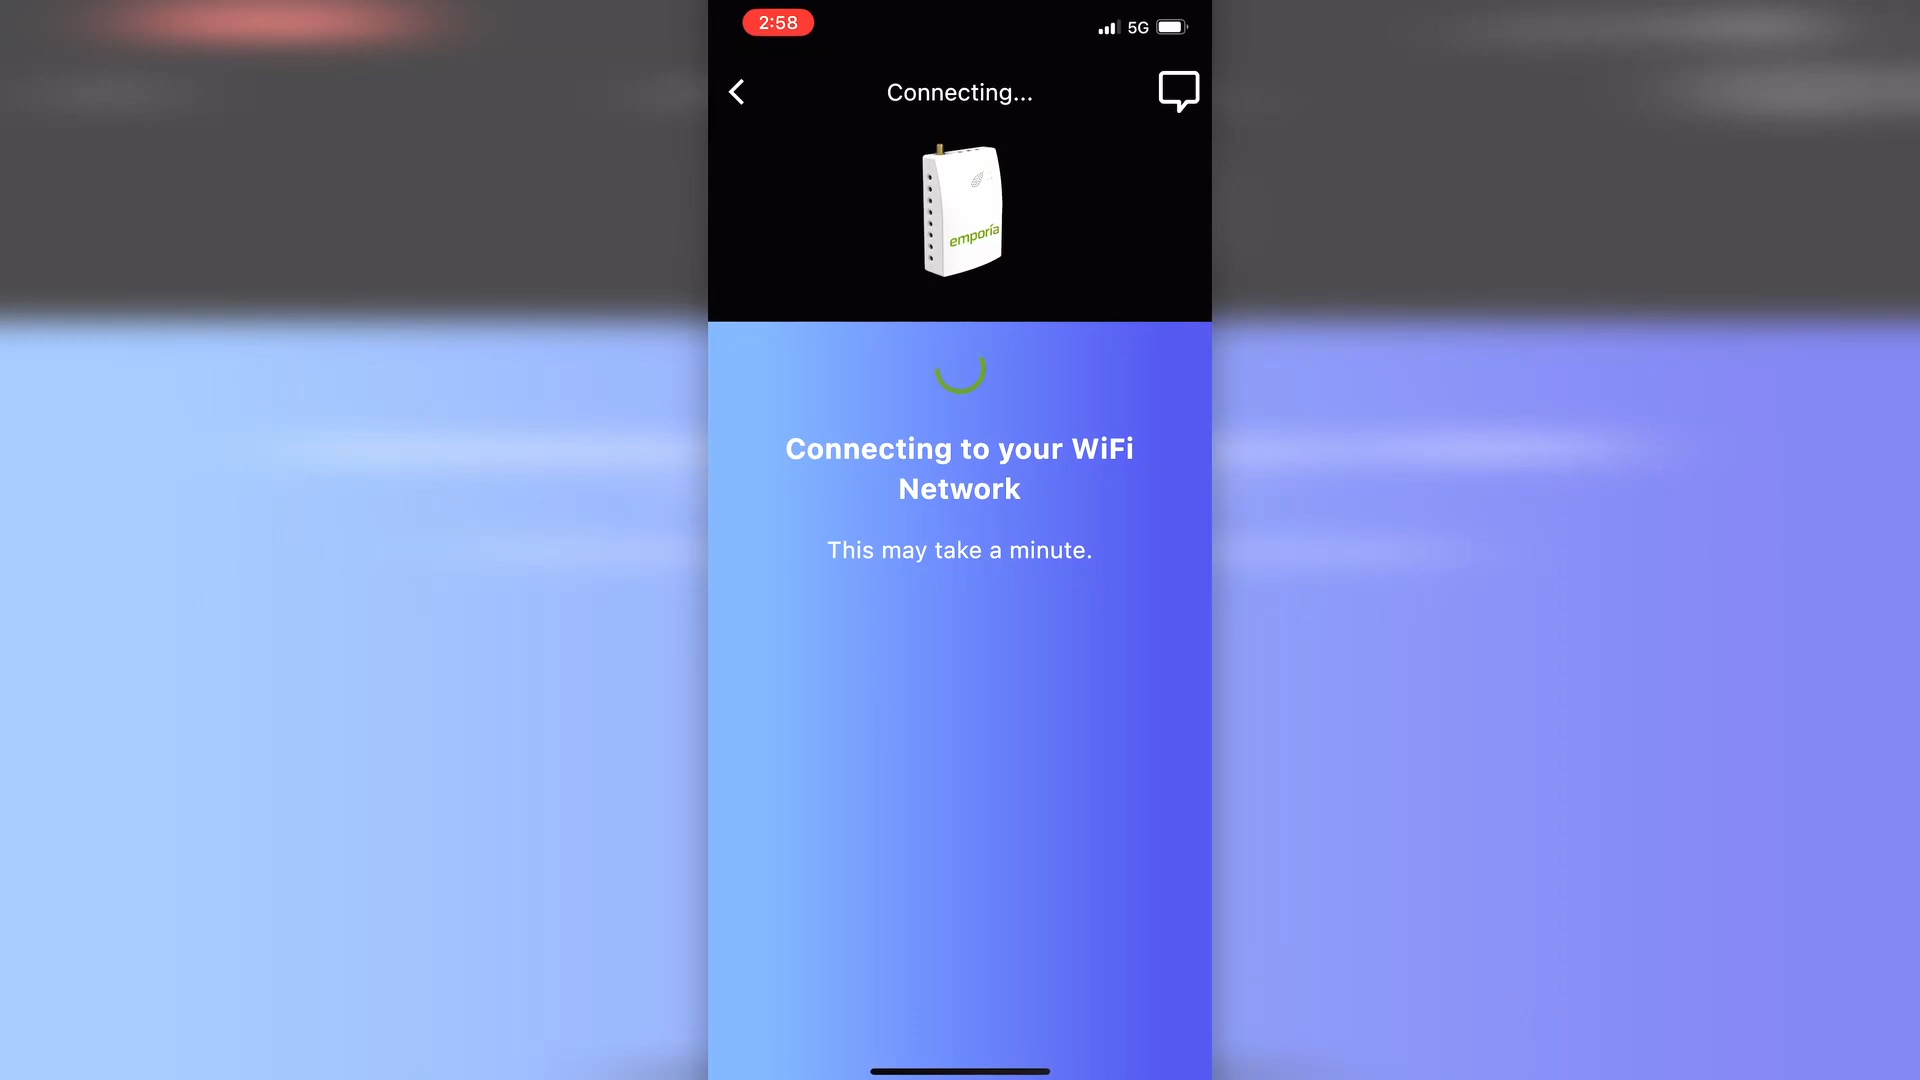 2:58
5G
Connecting...
emporia
Connecting to your WiFi
Network
This may take a minute.